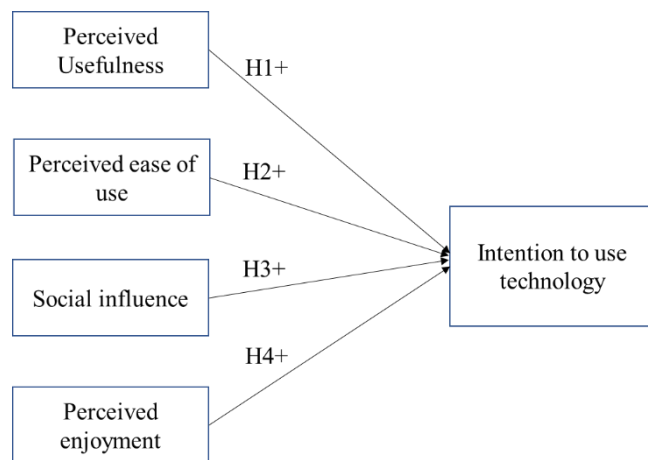 Perceived
Usefulness
H1+
Perceived ease of
use
H2+
Social influence
H3+
Perceived
enjoyment
H4+
Intention to use
technology